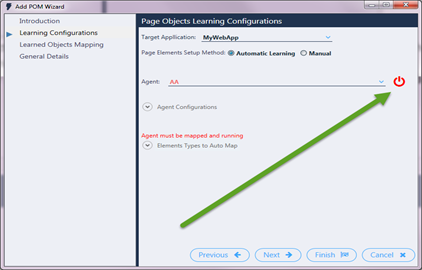 Add POM Wizard
Introduction
Learning Configurations
Learned Objects Mapping
General Details
Page Objects Learning Configurations
Target Application: MyWebApp
Page Elements Setup Method: Automatic Learning Manual
Agent: AA
Agent Configurations
Agent must be mapped and running
Elements Types to Auto Map
Previous Next Finish Cancel